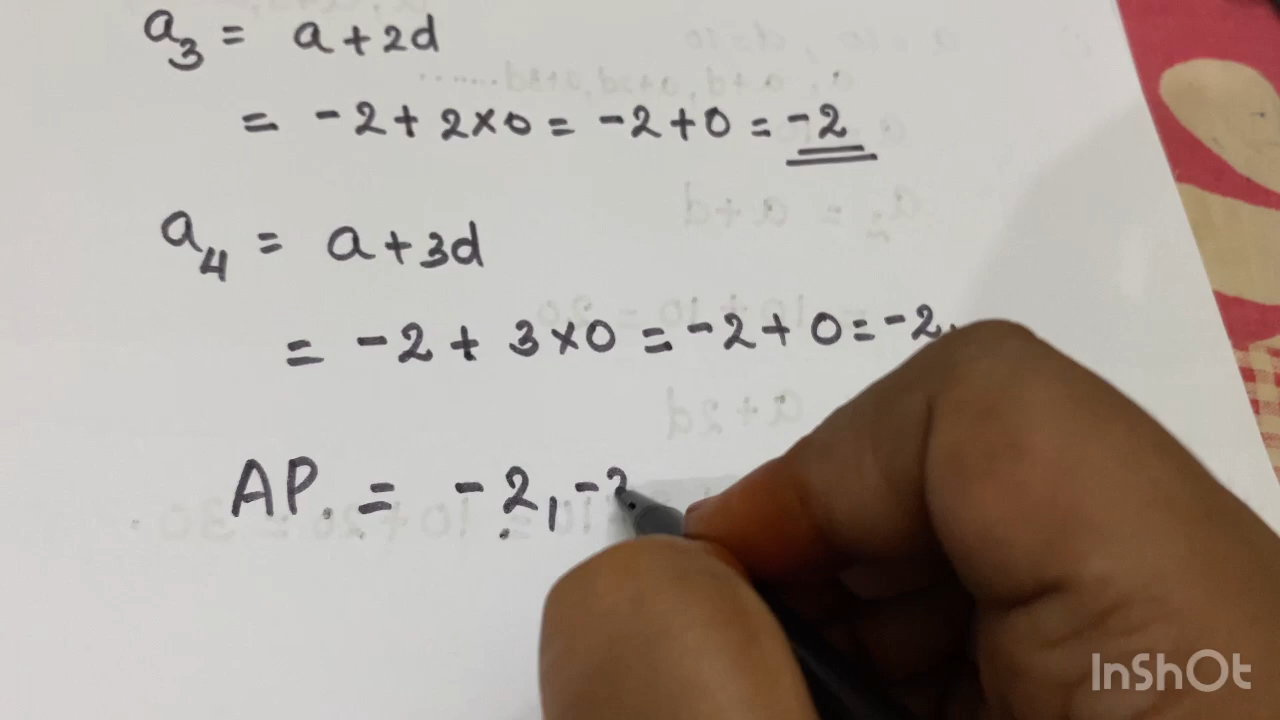 a₃ = a + 2d
= -2 + 2×0 = -2 + 0 = -2
a₄ = a + 3d
= -2 + 3×0 = -2 + 0 = -2.
AP. = -2, -2
InShOt